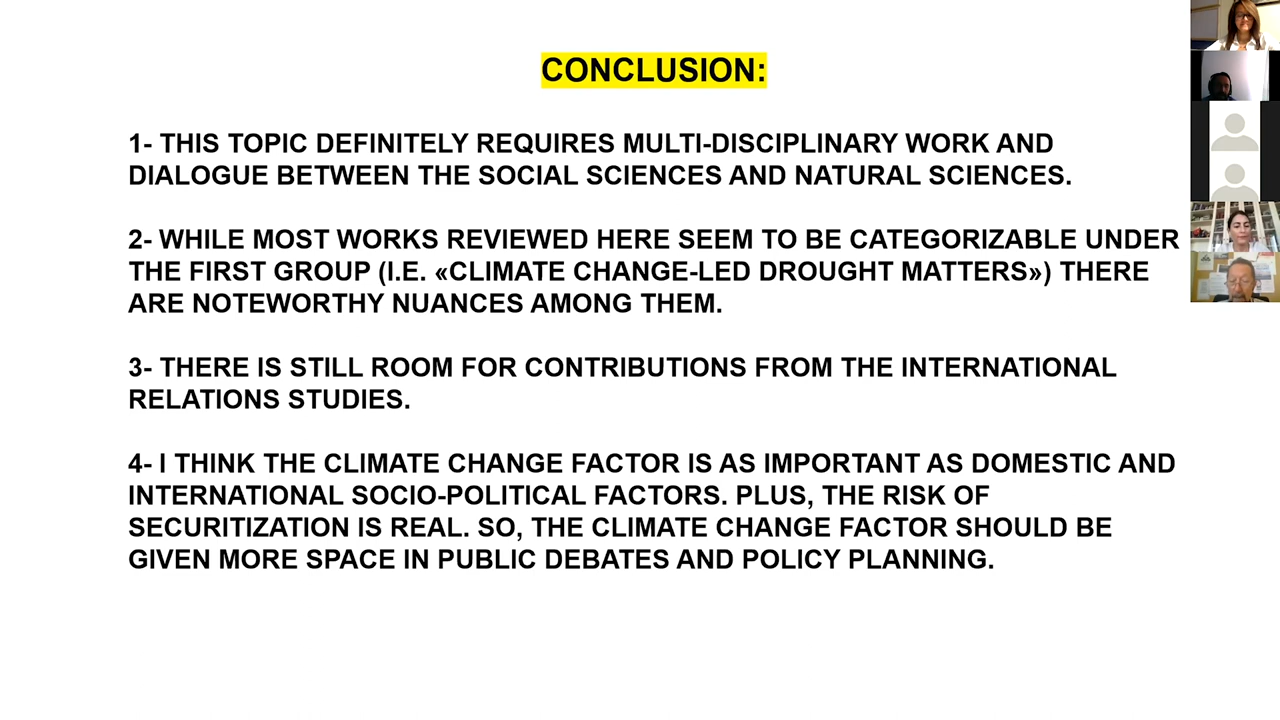 CONCLUSION:
1- THIS TOPIC DEFINITELY REQUIRES MULTI-DISCIPLINARY WORK AND
DIALOGUE BETWEEN THE SOCIAL SCIENCES AND NATURAL SCIENCES.
2- WHILE MOST WORKS REVIEWED HERE SEEM TO BE CATEGORIZABLE UNDER
THE FIRST GROUP (I.E. «CLIMATE CHANGE-LED DROUGHT MATTERS») THERE
ARE NOTEWORTHY NUANCES AMONG THEM.
3- THERE IS STILL ROOM FOR CONTRIBUTIONS FROM THE INTERNATIONAL
RELATIONS STUDIES.
4- I THINK THE CLIMATE CHANGE FACTOR IS AS IMPORTANT AS DOMESTIC AND
INTERNATIONAL SOCIO-POLITICAL FACTORS. PLUS, THE RISK OF
SECURITIZATION IS REAL. SO, THE CLIMATE CHANGE FACTOR SHOULD BE
GIVEN MORE SPACE IN PUBLIC DEBATES AND POLICY PLANNING.